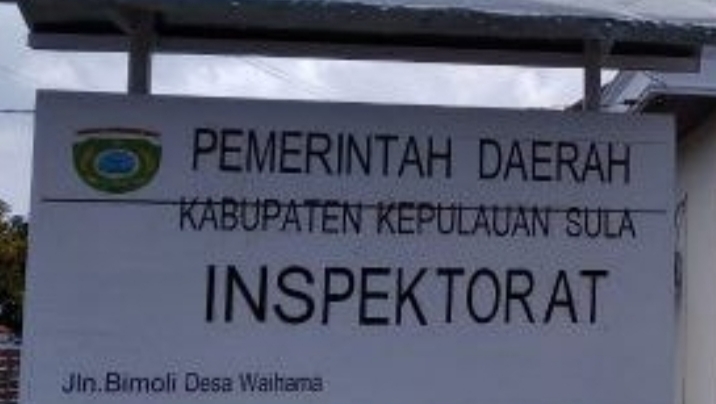 PEMERINTAH DAERAH
KABUPATEN KEPULAUAN SULA
INSPEKTORAT
Jln.Bimoli Desa Waihama